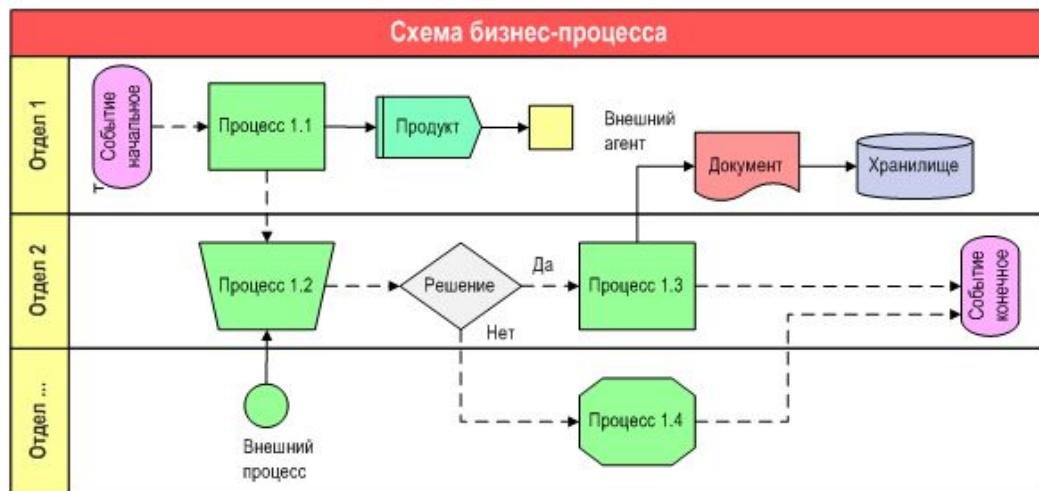 Схема бизнес-процесса
Отдел 1
Событие
начальное
т
Процесс 1.1
Продукт
Внешний
агент
Документ
Хранилище
Отдел 2
Процесс 1.2
Решение
Да
Нет
Процесс 1.3
Событие
конечное
Отдел ...
Внешний
процесс
Процесс 1.4